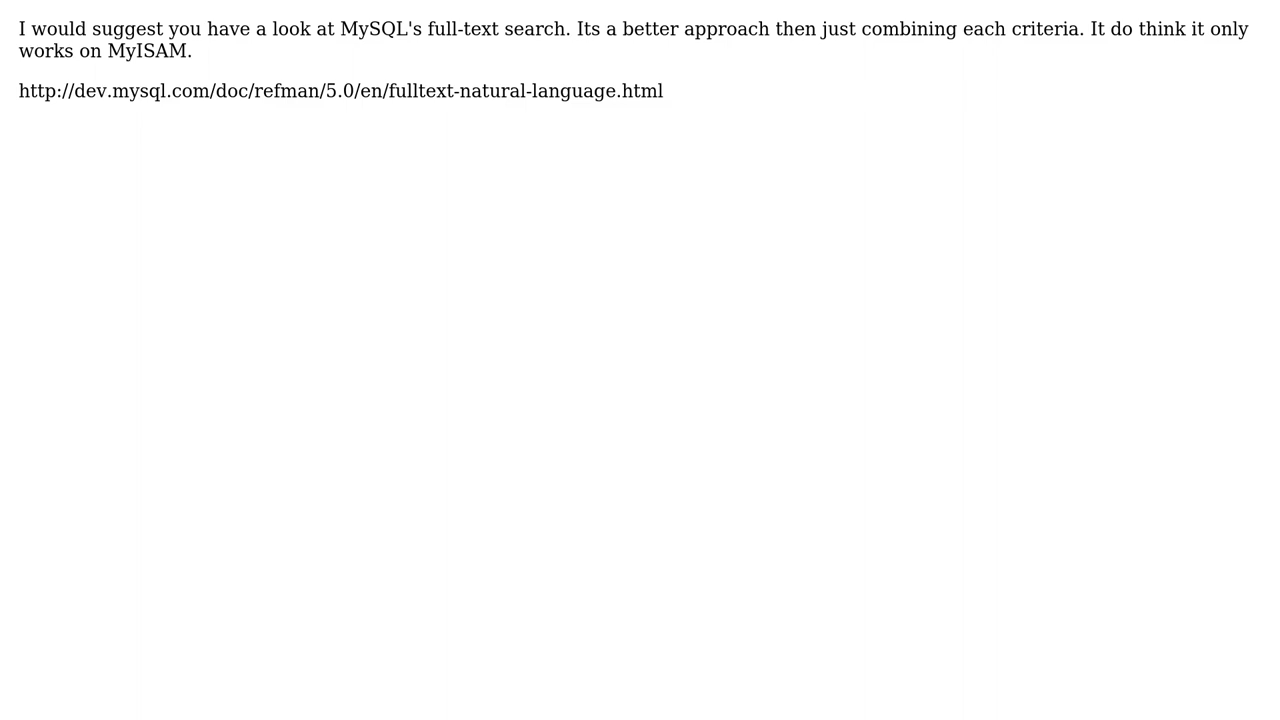 I would suggest you have a look at MySQL's full-text search. Its a better approach then just combining each criteria. It do think it only
works on MyISAM.
http://dev.mysql.com/doc/refman/5.0/en/fulltext-natural-language.html